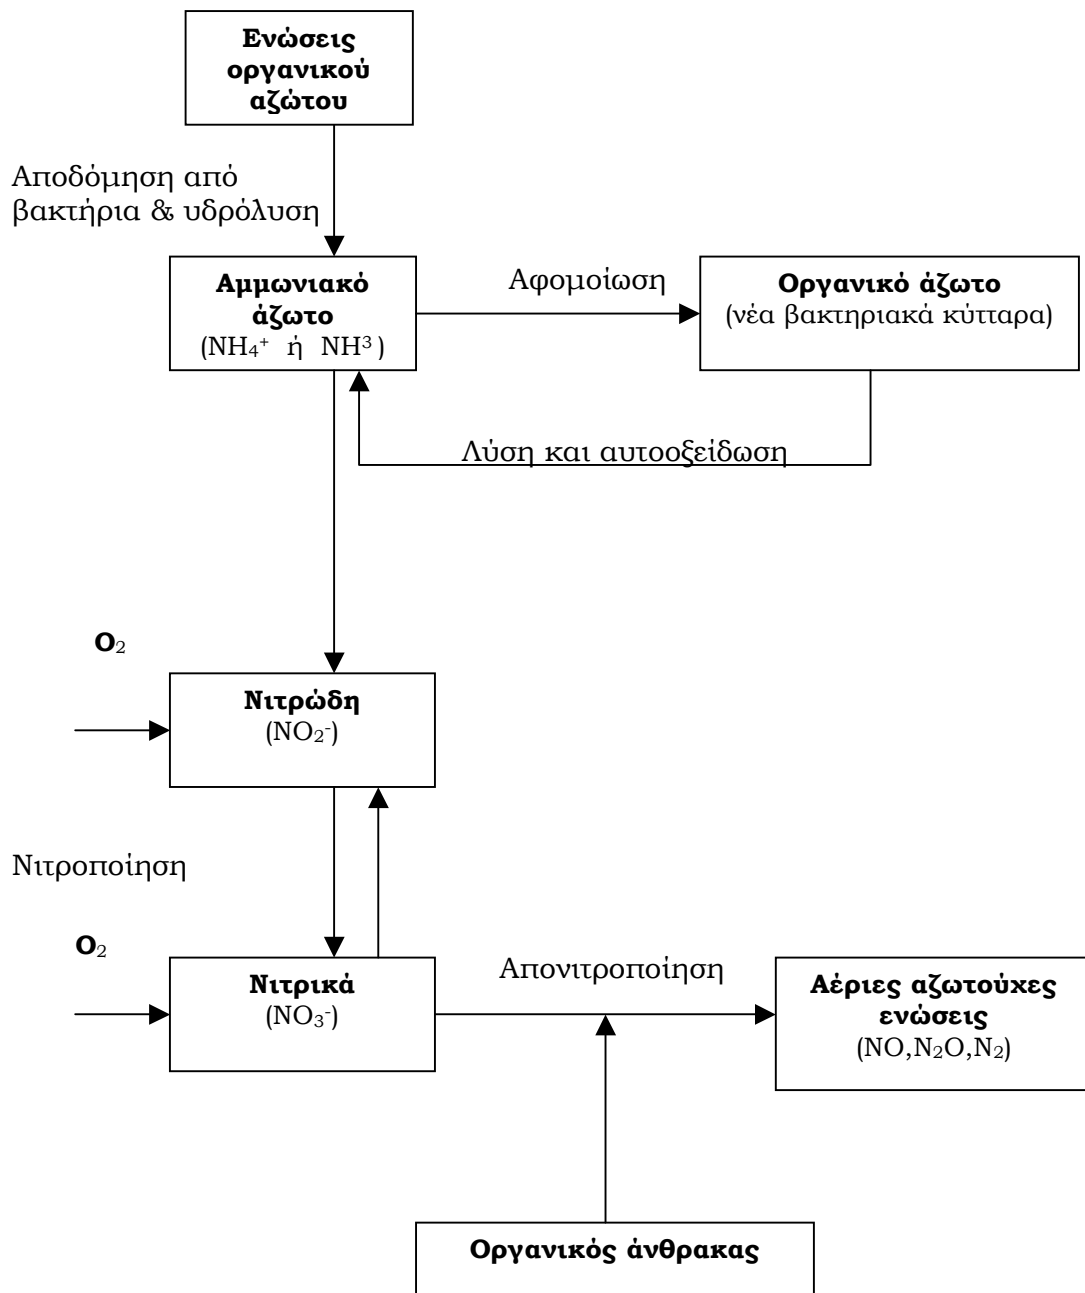 Ενώσεις
οργανικού
αζώτου
Αποδόμηση από
βακτήρια & υδρόλυση
Αμμωνιακό
άζωτο
(NH₄⁺ ή NH³ )
Αφομοίωση
Οργανικό άζωτο
(νέα βακτηριακά κύτταρα)
Λύση και αυτοοξείδωση
O₂
Νιτρώδη
(NO₂⁻)
Νιτροποίηση
O₂
Νιτρικά
(NO₃⁻)
Απονιτροποίηση
Αέριες αζωτούχες
ενώσεις
(NO,N₂O,N₂)
Οργανικός άνθρακας